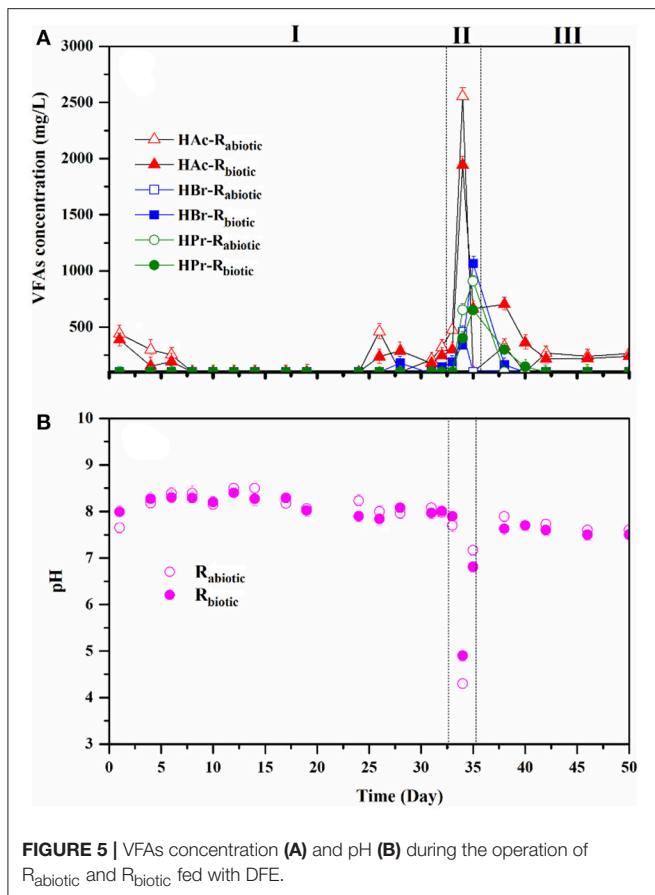 A
I
II
III
3000
2500
2000
1500
1000
500
VFAs concentration (mg/L)
HAc-Rabiotic
HAc-Rbiotic
HBr-Rabiotic
HBr-Rbiotic
HPr-Rabiotic
HPr-Rbiotic
B
10
9
8
7
6
5
4
3
pH
Rabiotic
Rbiotic
0 5 10 15 20 25 30 35 40 45 50
Time (Day)
FIGURE 5 | VFAs concentration (A) and pH (B) during the operation of
Rabiotic and Rbiotic fed with DFE.